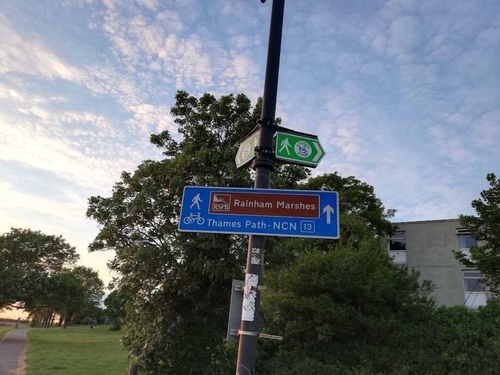 RSPB Rainham Marshes
Thames Path - NCN 13